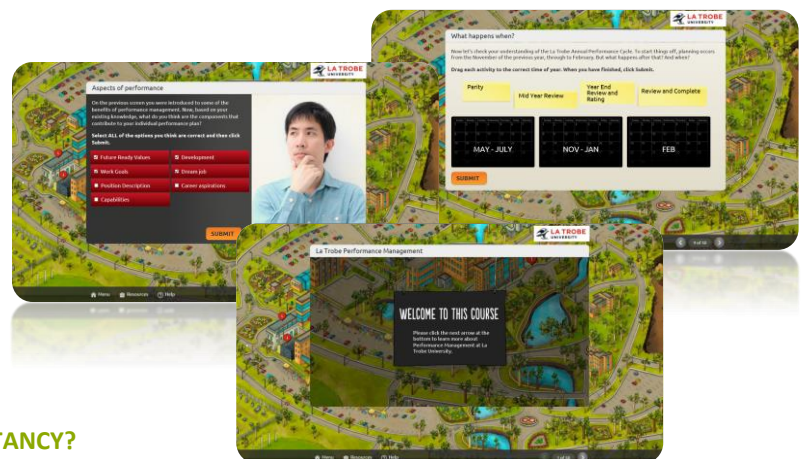 LA TROBE
UNIVERSITY
Aspects of performance
On the previous screen you were
introduced to some of the
benefits of performance
management. Now, based on your
existing knowledge, what do you
think are the components that
contribute to your individual
performance plan?
Select ALL of the options you
think are correct and then click
Submit.
Future Ready Values
Development
Work Goals
Dream job
Position Description
Career aspirations
Capabilities
SUBMIT
Home
Resources
Help
LA TROBE
UNIVERSITY
What happens when?
Now let's check your understanding of the La Trobe Annual Performance Cycle. To start things off, planning occurs
from the November of the previous year, through to February. But what happens after that? And when?
Drag each activity to the correct time of year. When you have finished, click Submit.
Parity
Mid Year Review
Year End
Review and
Rating
Review and Complete
MAY - JULY
NOV - JAN
FEB
SUBMIT
LA TROBE
UNIVERSITY
La Trobe Performance Management
WELCOME TO THIS COURSE
Please click the next arrow at the
bottom to learn more about
Performance Management at La
Trobe University.
Home
Resources
Help
TANCY?